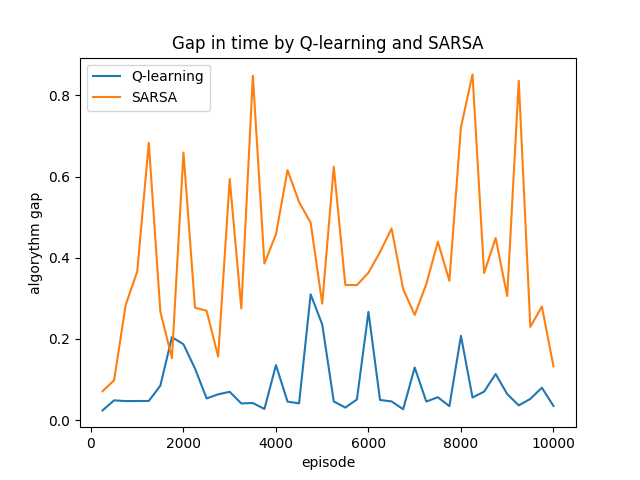 Gap in time by Q-learning and SARSA
Q-learning
SARSA
algorythm gap
0.8
0.6
0.4
0.2
0.0
0 2000 4000 6000 8000 10000
episode